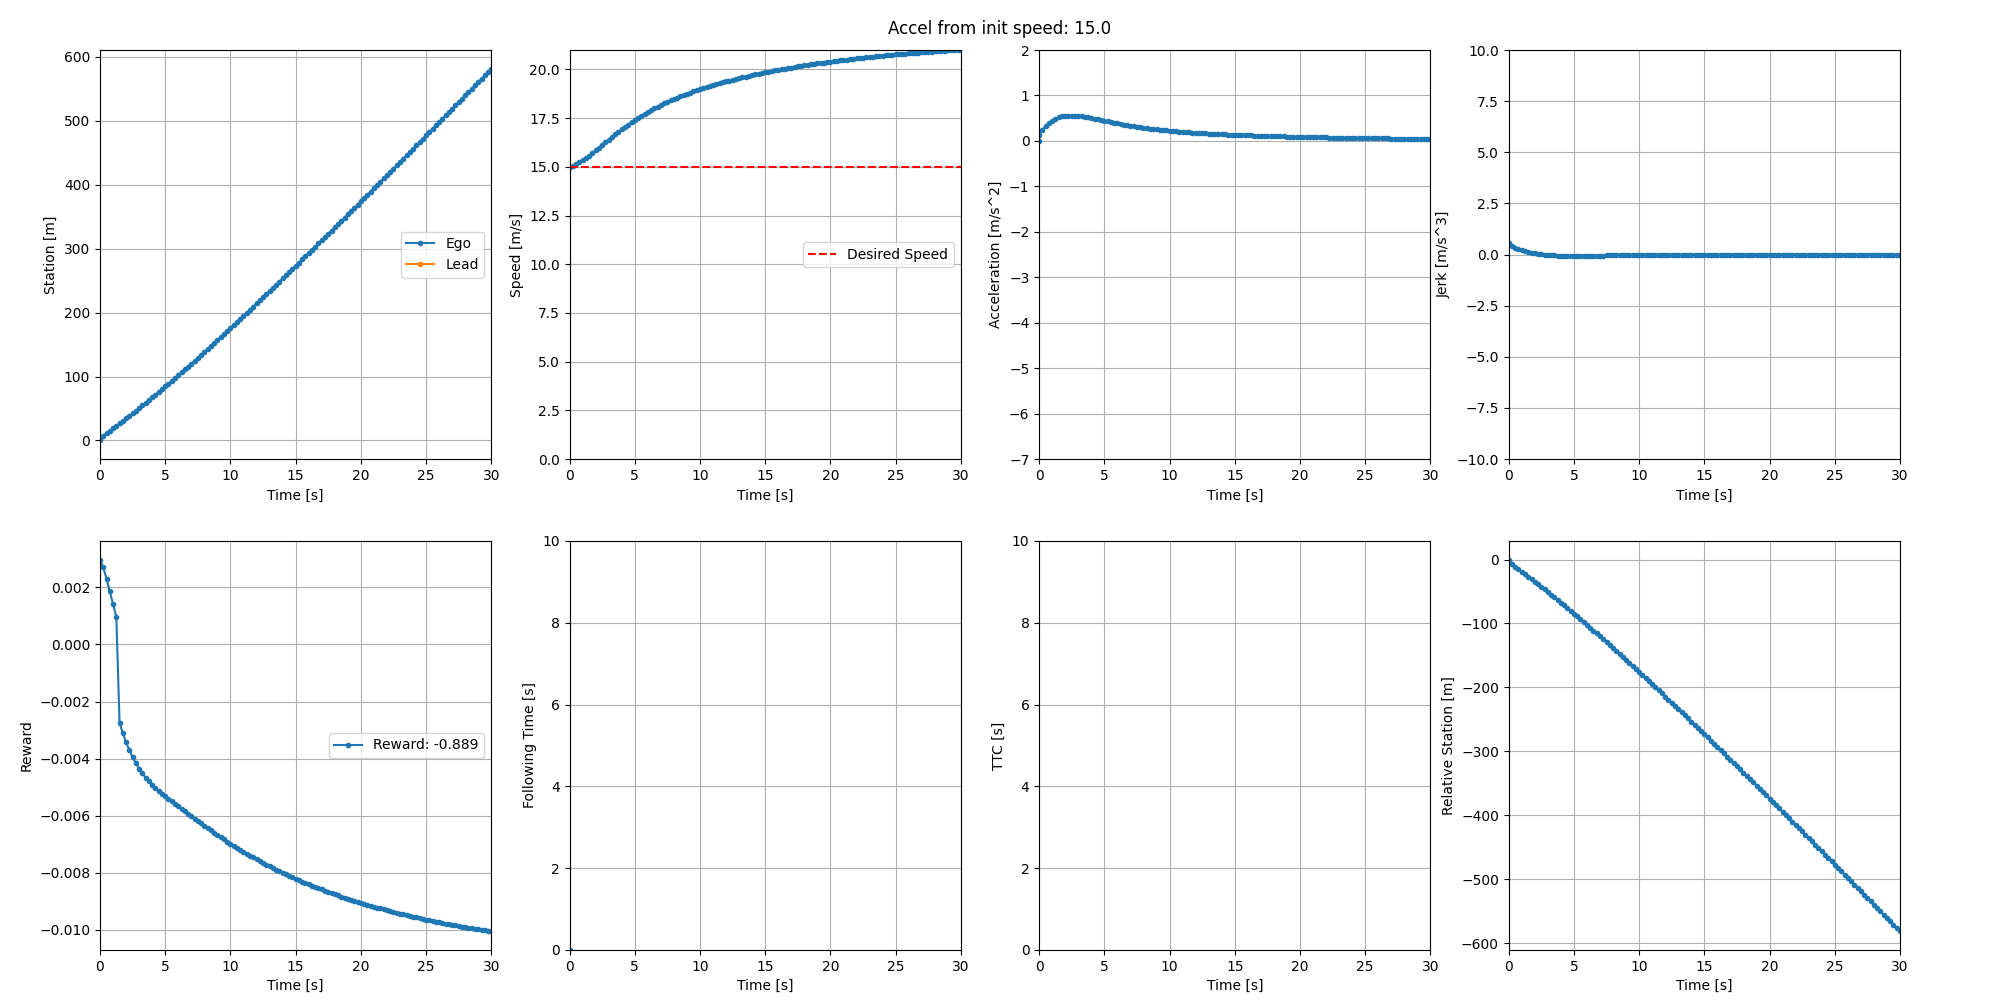 Accel from init speed: 15.0
600
500
400
300
200
100
0
Station [m]
Ego
Lead
0 5 10 15 20 25 30
Time [s]
20.0
17.5
15.0
12.5
10.0
7.5
5.0
2.5
0.0
Speed [m/s]
Desired Speed
0 5 10 15 20 25 30
Time [s]
2
1
0
−1
−2
−3
−4
−5
−6
−7
Acceleration [m/s^2]
0 5 10 15 20 25 30
Time [s]
10.0
7.5
5.0
2.5
0.0
−2.5
−5.0
−7.5
−10.0
Jerk [m/s^3]
0 5 10 15 20 25 30
Time [s]
0.002
0.000
−0.002
−0.004
−0.006
−0.008
−0.010
Reward
Reward: -0.889
0 5 10 15 20 25 30
Time [s]
10
8
6
4
2
0
Following Time [s]
0 5 10 15 20 25 30
Time [s]
10
8
6
4
2
0
TTC [s]
0 5 10 15 20 25 30
Time [s]
0
−100
−200
−300
−400
−500
−600
Relative Station [m]
0 5 10 15 20 25 30
Time [s]